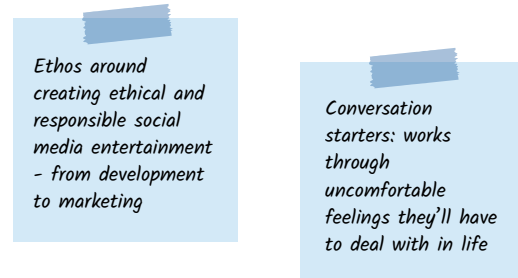 Ethos around
creating ethical and
responsible social
media entertainment
- from development
to marketing
Conversation
starters: works
through
uncomfortable
feelings they'll have
to deal with in life